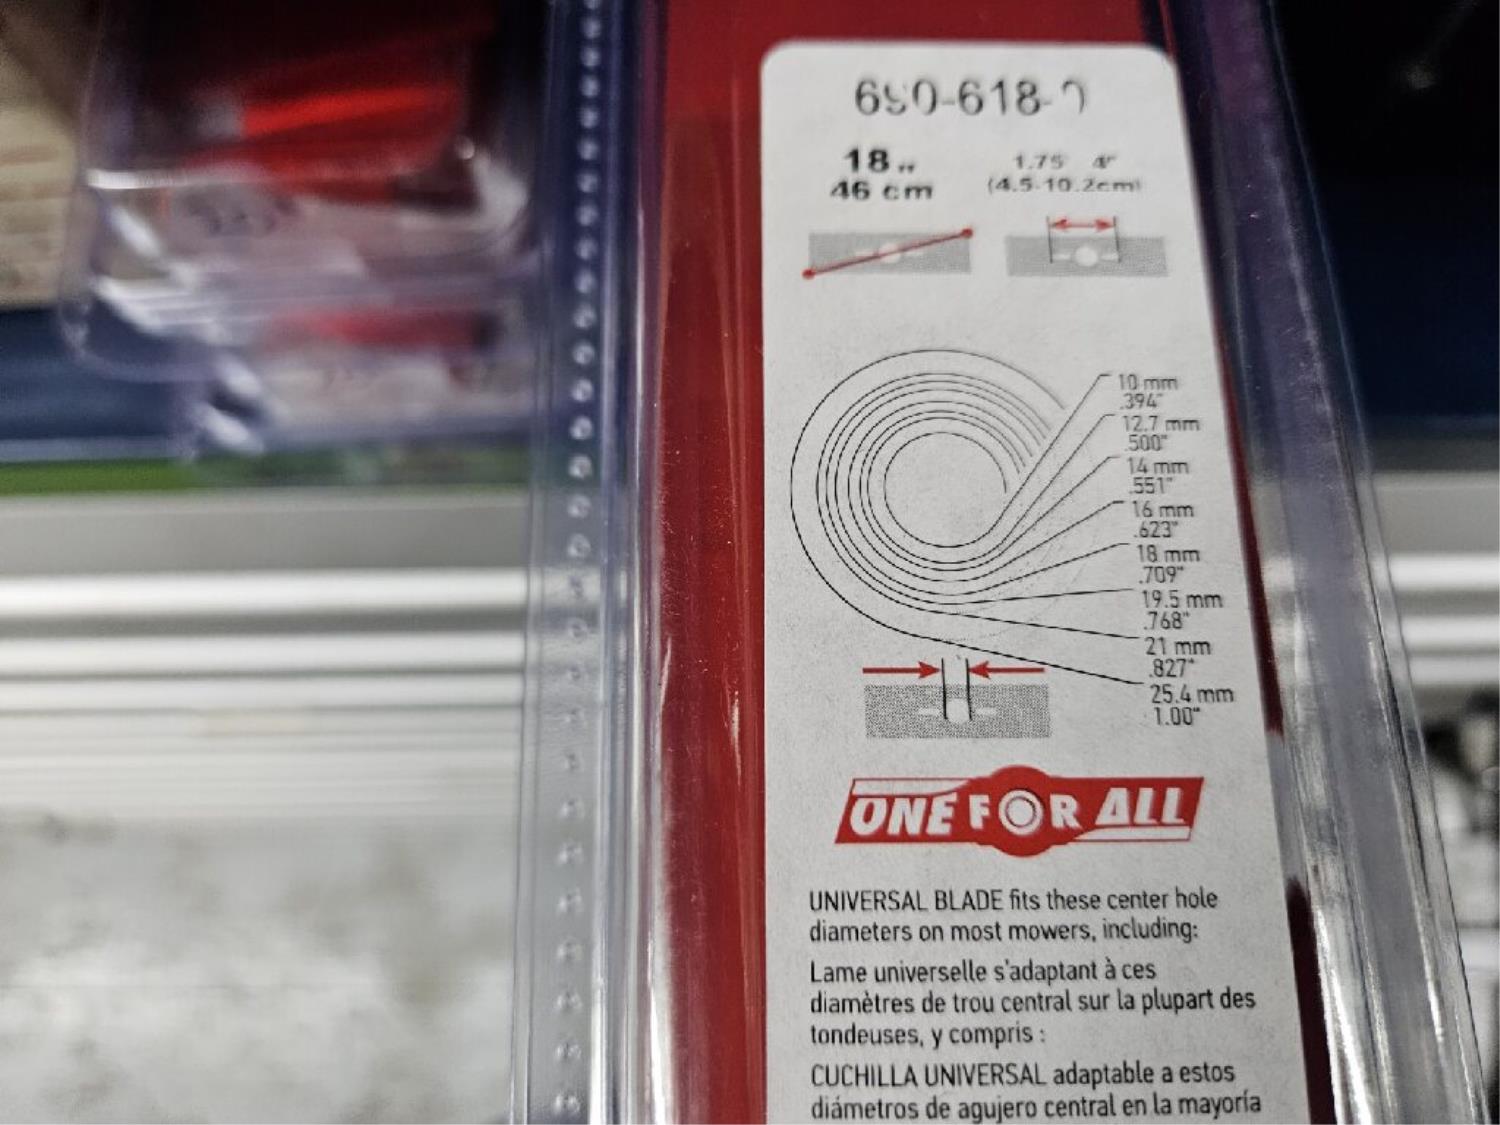 690-618-0
18"
46 cm
1.75 4"
(4.5-10.2cm)
10 mm
.394"
12.7 mm
.500"
14 mm
.551"
16 mm
.623"
18 mm
.709"
19.5 mm
.768"
21 mm
.827"
25.4 mm
1.00"
ONE FOR ALL
UNIVERSAL BLADE fits these center hole
diameters on most mowers, including:
Lame universelle s'adaptant à ces
diamètres de trou central sur la plupart des
tondeuses, y compris :
CUCHILLA UNIVERSAL adaptable a estos
diámetros de agujero central en la mayoría